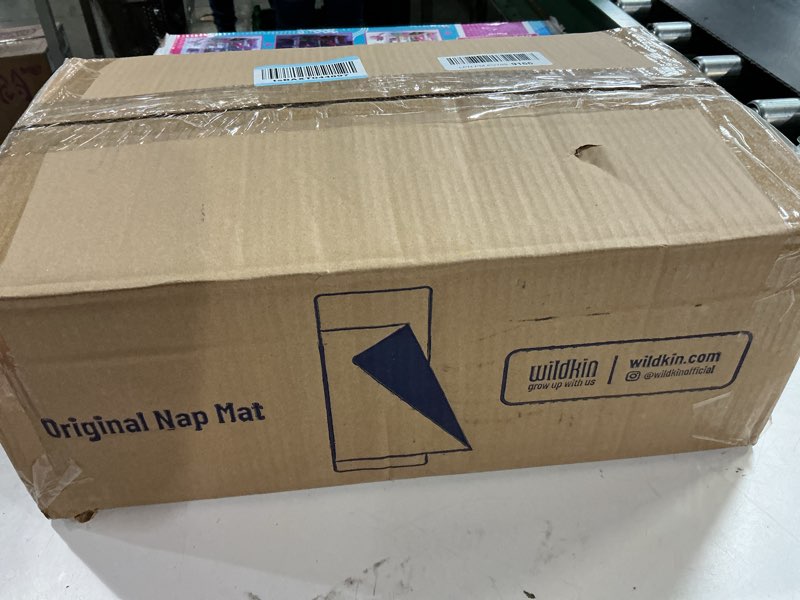 Original Nap Mat
wildkin
grow up with us
wildkin.com
@wildkinofficial